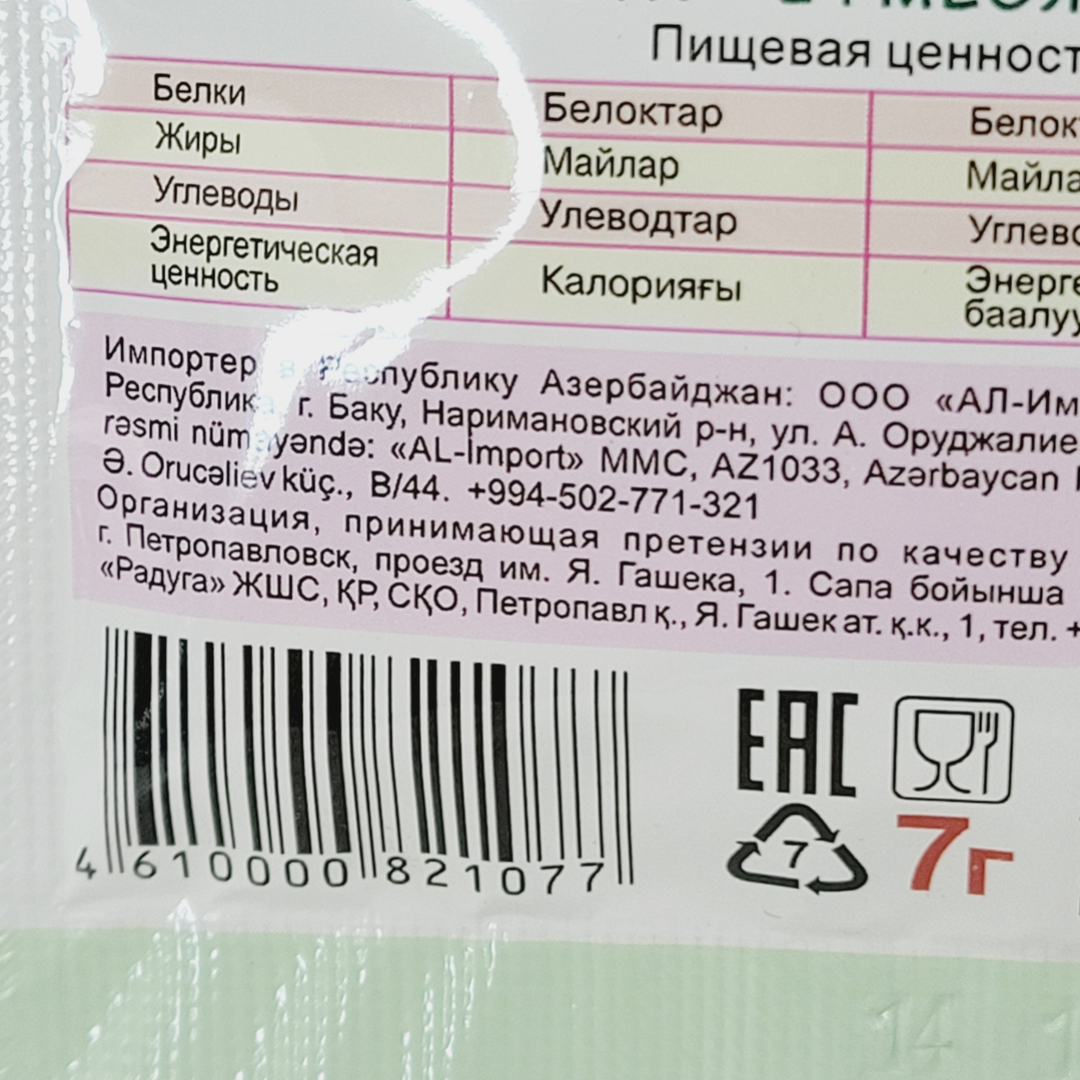 Пищевая ценност
Белки
Белоктар
Белок
Жиры
Майлар
Майла
Углеводы
Улеводтар
Углево
Энергетическая
ценность
Калорияғы
Энерге
баалуу
Импортер в Республику Азербайджан: ООО «АЛ-Им
Республик г. Баку, Наримановский р-н, ул. А. Оруджалие
rəsmi nümayəndə: «AL-İmport» MMC, AZ1033, Azərbaycan
Ə. Orucəliev küç., B/44. +994-502-771-321
Организация, принимающая претензии по качеству
г. Петропавловск, проезд им. Я. Гашека, 1. Сапа бойынша
«Радуга» ЖШС, ҚР, СҚО, Петропавл қ., Я. Гашек ат. қ.к., 1, тел. +
EAC
7
7г
4 610000 821077
14